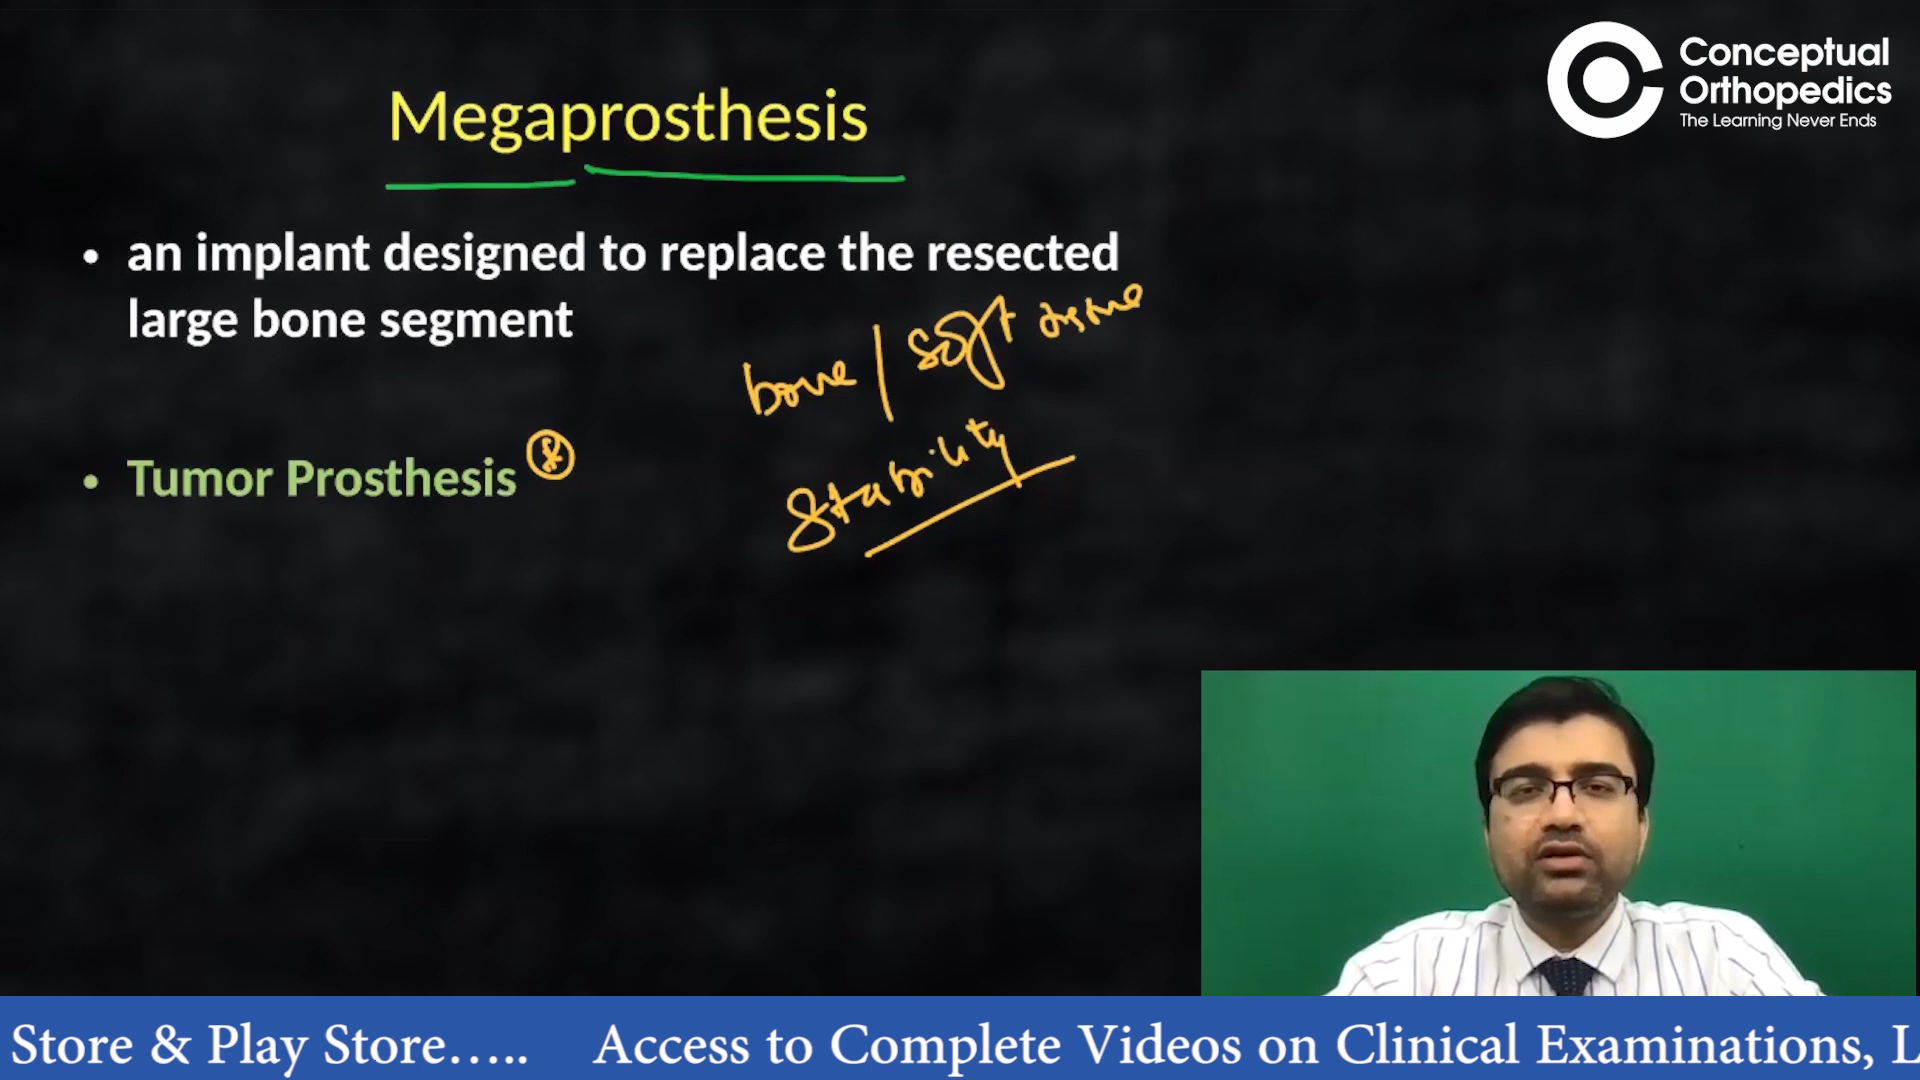 Conceptual
Orthopedics
The Learning Never Ends
Megaprosthesis
• an implant designed to replace the resected
large bone segment
bone / soft tissue
• Tumor Prosthesis
Stability
Store & Play Store..... Access to Complete Videos on Clinical Examinations, L